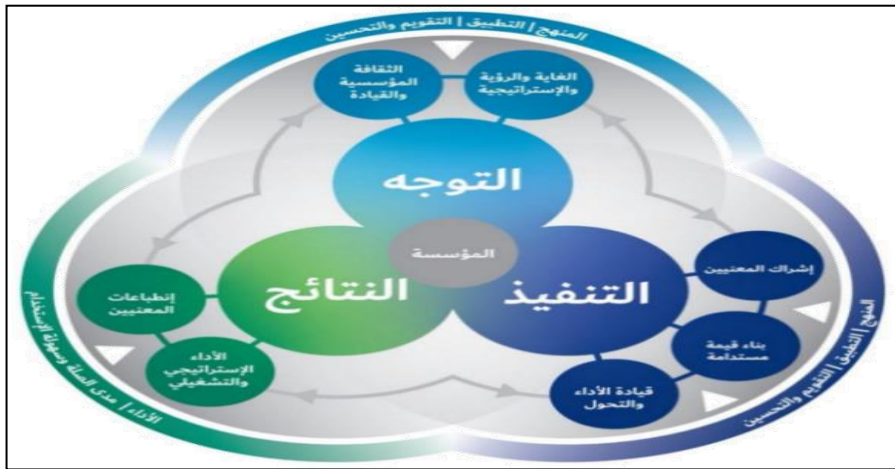 المنهج | التطبيق | التقويم والتحسين
الغاية والرؤية
والإستراتيجية
الثقافة
المؤسسية
والقيادة
التوجه
المؤسسة
التنفيذ
إشراك المعنيين
بناء قيمة
مستدامة
قيادة الأداء
والتحول
المنهج | التطبيق | التقويم والتحسين
النتائج
إنطباعات
المعنيين
الأداء
الإستراتيجي
والتشغيلي
الأداء | مدى الصلة وسهولة الإستخدام